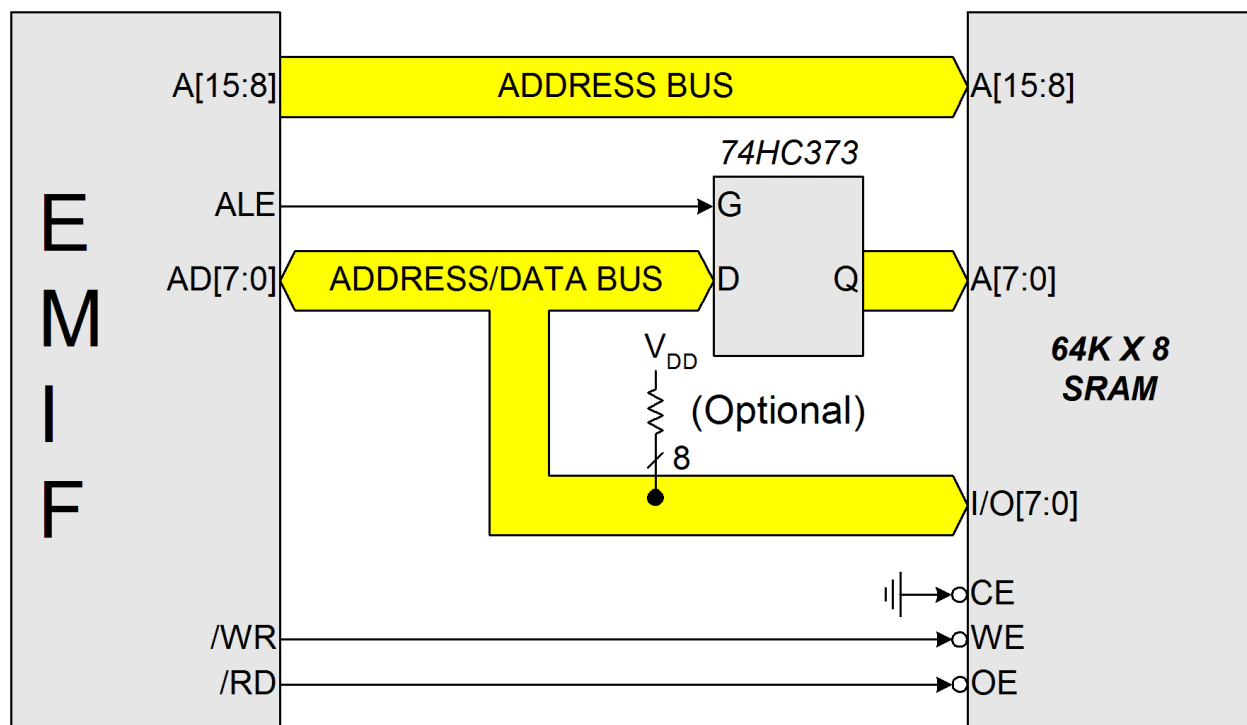 A[15:8]
ADDRESS BUS
A[15:8]
74HC373
ALE
G
E
M
I
F
AD[7:0]
ADDRESS/DATA BUS
D
Q
A[7:0]
VDD
64K X 8
SRAM
(Optional)
8
I/O[7:0]
CE
/WR
WE
/RD
OE